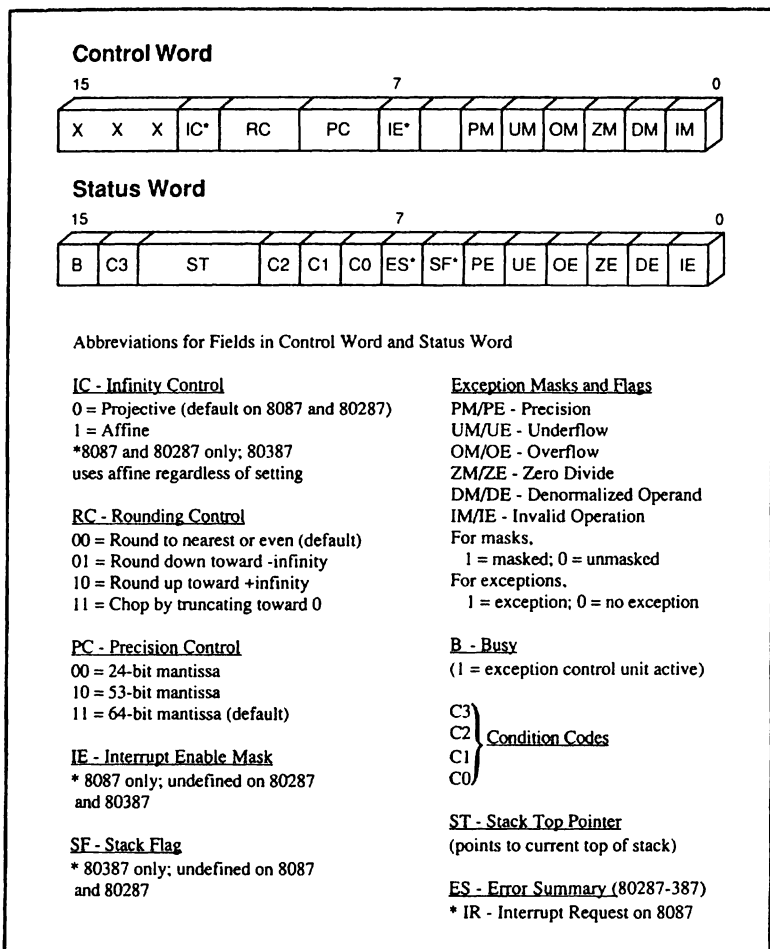 Control Word
15 7 0
X X X IC* RC PC IE* PM UM OM ZM DM IM
Status Word
15 7 0
B C3 ST C2 C1 C0 ES* SF* PE UE OE ZE DE IE
Abbreviations for Fields in Control Word and Status Word
IC - Infinity Control
0 = Projective (default on 8087 and 80287)
1 = Affine
*8087 and 80287 only; 80387
uses affine regardless of setting
RC - Rounding Control
00 = Round to nearest or even (default)
01 = Round down toward -infinity
10 = Round up toward +infinity
11 = Chop by truncating toward 0
PC - Precision Control
00 = 24-bit mantissa
10 = 53-bit mantissa
11 = 64-bit mantissa (default)
IE - Interrupt Enable Mask
* 8087 only; undefined on 80287
and 80387
SF - Stack Flag
* 80387 only; undefined on 8087
and 80287
Exception Masks and Flags
PM/PE - Precision
UM/UE - Underflow
OM/OE - Overflow
ZM/ZE - Zero Divide
DM/DE - Denormalized Operand
IM/IE - Invalid Operation
For masks,
1 = masked; 0 = unmasked
For exceptions,
1 = exception; 0 = no exception
B - Busy
(1 = exception control unit active)
C3
C2
Condition Codes
C1
C0
ST - Stack Top Pointer
(points to current top of stack)
ES - Error Summary (80287-387)
* IR - Interrupt Request on 8087